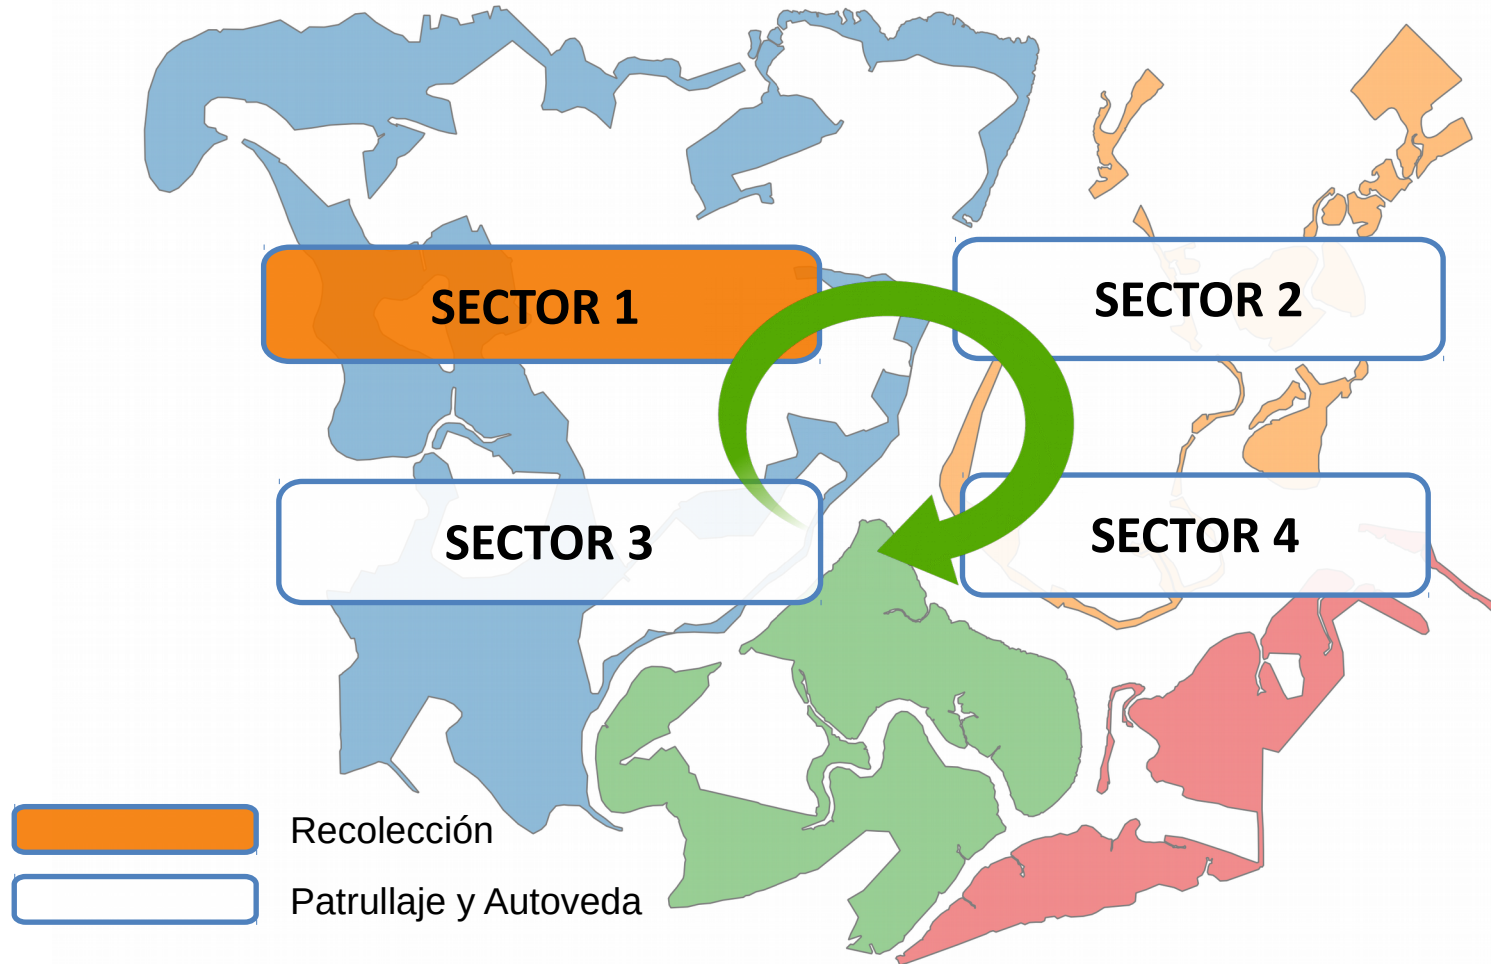 SECTOR 1
SECTOR 2
SECTOR 3
SECTOR 4
Recolección
Patrullaje y Autoveda